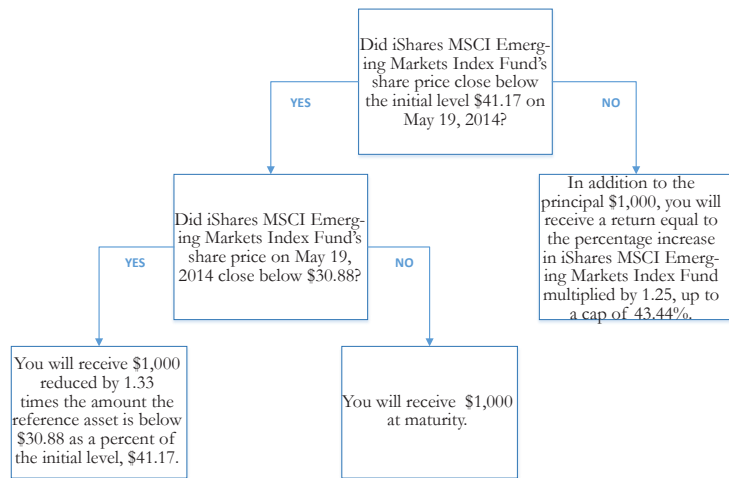 Did iShares MSCI Emerg-
ing Markets Index Fund's
share price close below
the initial level $41.17 on
May 19, 2014?
YES
NO
Did iShares MSCI Emerg-
ing Markets Index Fund's
share price on May 19,
2014 close below $30.88?
In addition to the
principal $1,000, you will
receive a return equal to
the percentage increase
in iShares MSCI Emerg-
ing Markets Index Fund
multiplied by 1.25, up to
a cap of 43.44%.
YES
NO
You will receive $1,000
reduced by 1.33
times the amount the
reference asset is below
$30.88 as a percent of
the initial level, $41.17.
You will receive $1,000
at maturity.